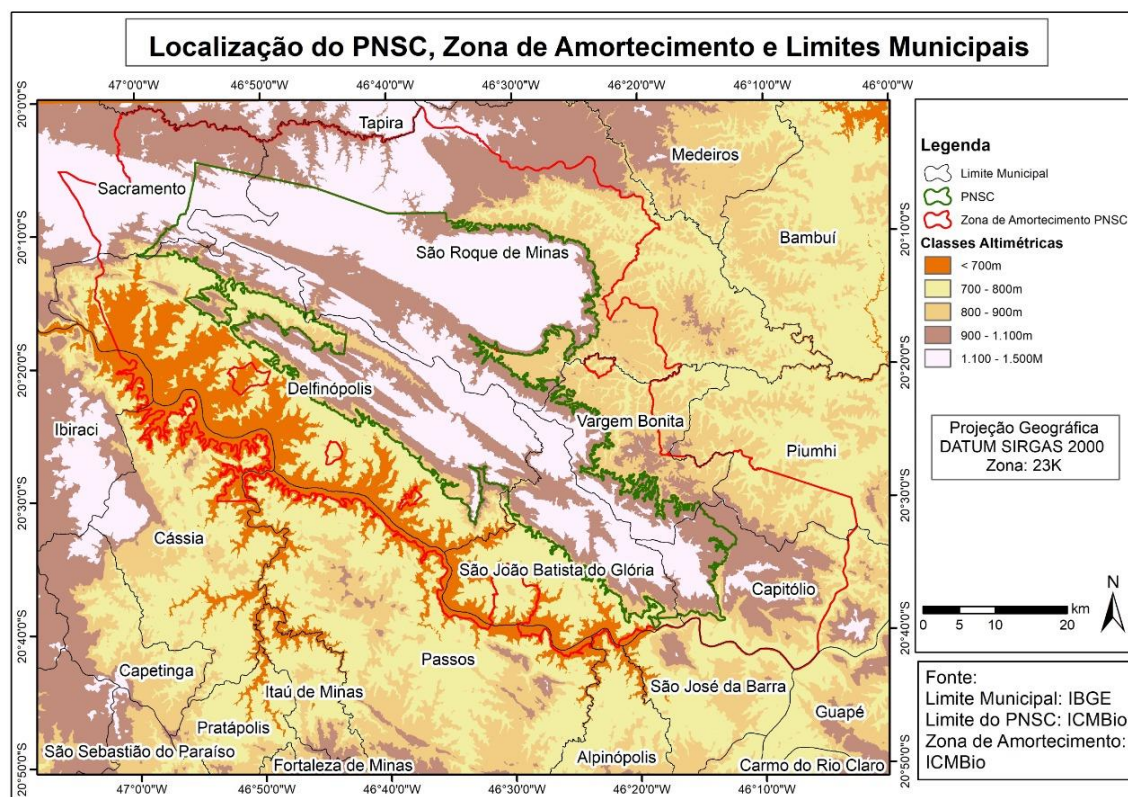 Localização do PNSC, Zona de Amortecimento e Limites Municipais
47°0'0"W
46°50'0"W
46°40'0"W
46°30'0"W
46°20'0"W
46°10'0"W
46°0'0"W
20°0'0"S
20°10'0"S
20°20'0"S
20°30'0"S
20°40'0"S
20°50'0"S
Tapira
Medeiros
Sacramento
Bambuí
São Roque de Minas
Delfinópolis
Vargem Bonita
Ibiraci
Piumhi
Cássia
São João Batista do Glória
Capitólio
Passos
Capetinga
Itaú de Minas
São José da Barra
Guapé
Pratápolis
São Sebastião do Paraíso
Fortaleza de Minas
Alpinópolis
Carmo do Rio Claro
47°0'0"W
46°50'0"W
46°40'0"W
46°30'0"W
46°20'0"W
46°10'0"W
20°0'0"S
20°10'0"S
20°20'0"S
20°30'0"S
20°40'0"S
20°50'0"S
Legenda
Limite Municipal
PNSC
Zona de Amortecimento PNSC
Classes Altimétricas
< 700m
700 - 800m
800 - 900m
900 - 1.100m
1.100 - 1.500M
Projeção Geográfica
DATUM SIRGAS 2000
Zona: 23K
N
km
0 5 10 20
Fonte:
Limite Municipal: IBGE
Limite do PNSC: ICMBio
Zona de Amortecimento:
ICMBio